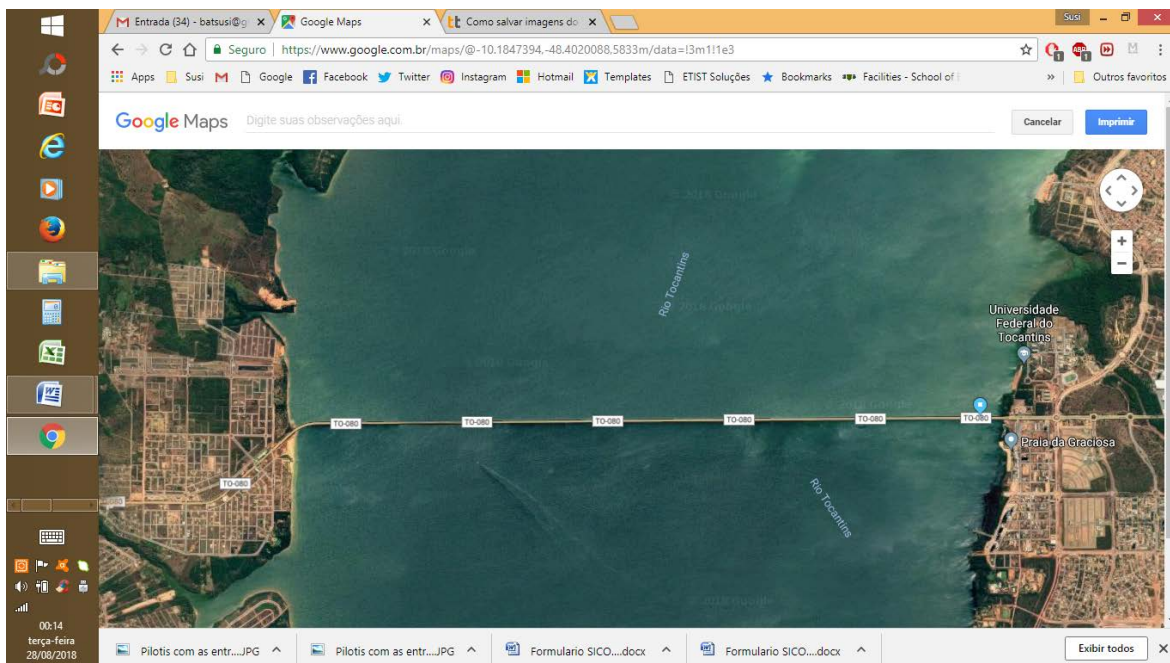 Entrada (34) - batsusi@g
Google Maps
Como salvar imagens do
Susi
Seguro | https://www.google.com.br/maps/@-10.1847394,-48.4020088,5833m/data=!3m1!1e3
Apps Susi Google Facebook Twitter Instagram Hotmail Templates ETIST Soluções Bookmarks Facilities - School of Outros favoritos
Google Maps
Digite suas observações aqui.
Cancelar
Imprimir
Rio Tocantins
Universidade
Federal do
Tocantins
TO-080
TO-080
TO-080
TO-080
TO-080
TO-080
Praia da Graciosa
TO-080
Rio Tocantins
00:14
terça-feira
28/08/2018
Pilotis com as entr....JPG
Pilotis com as entr....JPG
Formulario SICO....docx
Formulario SICO....docx
Exibir todos